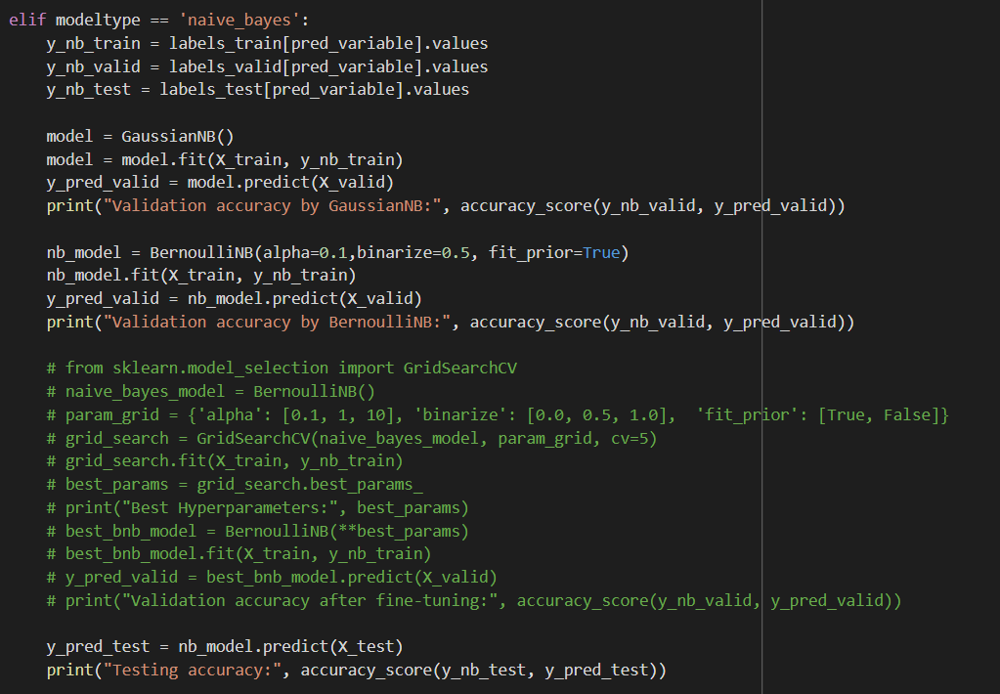 elif modeltype == 'naive_bayes':
    y_nb_train = labels_train[pred_variable].values
    y_nb_valid = labels_valid[pred_variable].values
    y_nb_test = labels_test[pred_variable].values

    model = GaussianNB()
    model = model.fit(X_train, y_nb_train)
    y_pred_valid = model.predict(X_valid)
    print("Validation accuracy by GaussianNB:", accuracy_score(y_nb_valid, y_pred_valid))

    nb_model = BernoulliNB(alpha=0.1,binarize=0.5, fit_prior=True)
    nb_model.fit(X_train, y_nb_train)
    y_pred_valid = nb_model.predict(X_valid)
    print("Validation accuracy by BernoulliNB:", accuracy_score(y_nb_valid, y_pred_valid))

    # from sklearn.model_selection import GridSearchCV
    # naive_bayes_model = BernoulliNB()
    # param_grid = {'alpha': [0.1, 1, 10], 'binarize': [0.0, 0.5, 1.0],  'fit_prior': [True, False]}
    # grid_search = GridSearchCV(naive_bayes_model, param_grid, cv=5)
    # grid_search.fit(X_train, y_nb_train)
    # best_params = grid_search.best_params_
    # print("Best Hyperparameters:", best_params)
    # best_bnb_model = BernoulliNB(**best_params)
    # best_bnb_model.fit(X_train, y_nb_train)
    # y_pred_valid = best_bnb_model.predict(X_valid)
    # print("Validation accuracy after fine-tuning:", accuracy_score(y_nb_valid, y_pred_valid))

    y_pred_test = nb_model.predict(X_test)
    print("Testing accuracy:", accuracy_score(y_nb_test, y_pred_test))